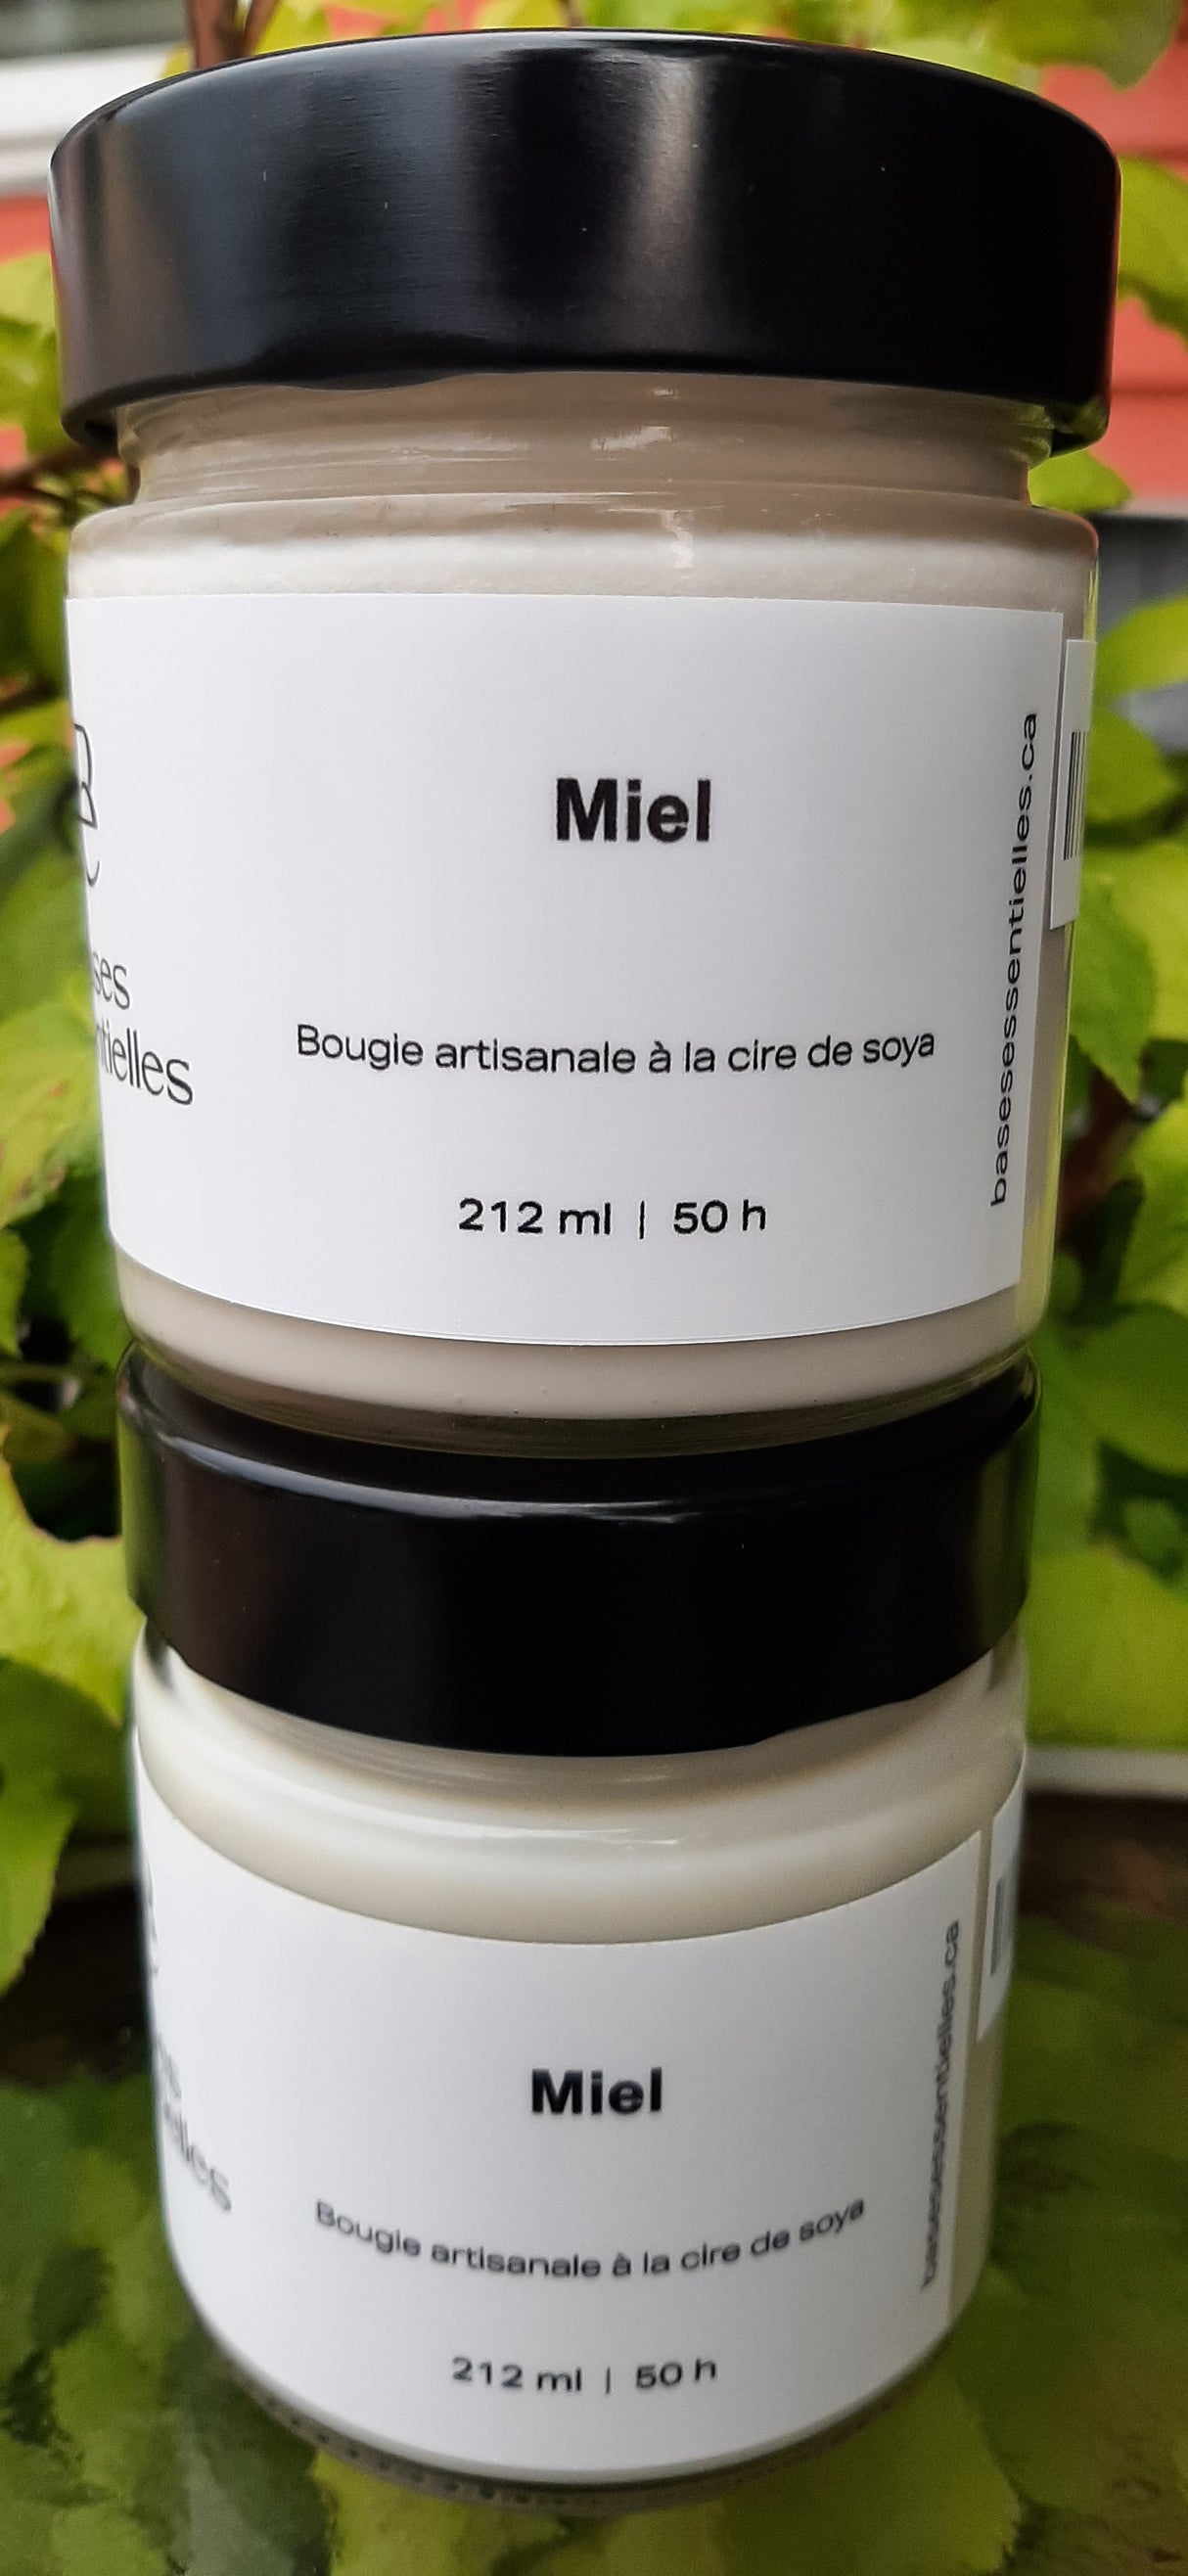 Miel
Bougie artisanale à la cire de soya
212 ml | 50 h
basesessentielles.ca
Miel
Bougie artisanale à la cire de soya
212 ml | 50 h
basesessentielles.ca